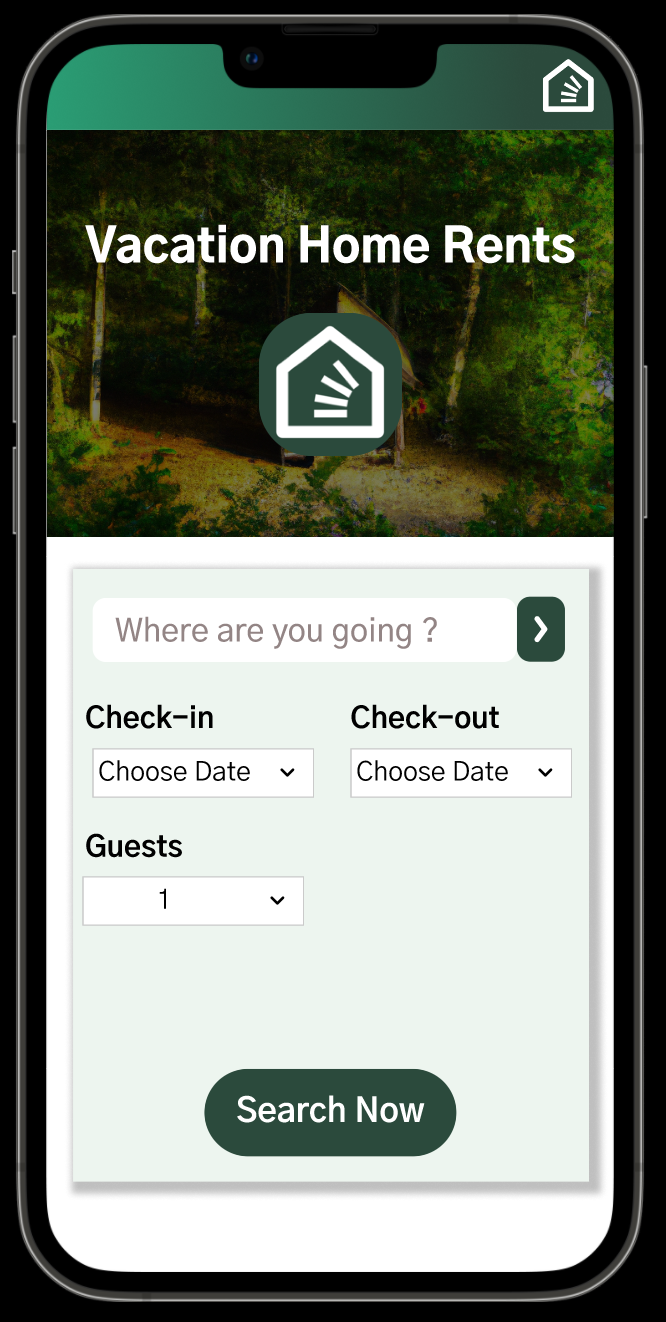 Vacation Home Rents
Where are you going ?
Check-in Check-out
Choose Date Choose Date
Guests
1
Search Now